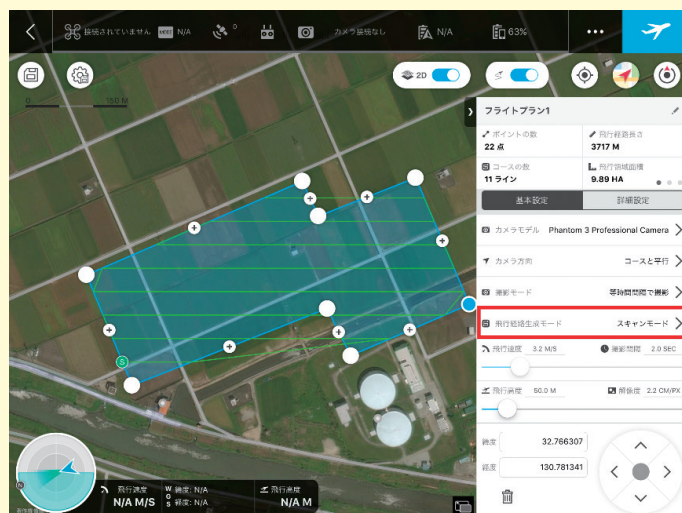 接続されていません MODE N/A 0 カメラ接続なし N/A 63% •••
2D
0 150 M
フライトプラン1
ポイントの数 飛行経路長さ
22 点 3717 M
コースの数 飛行領域面積
11 ライン 9.89 HA
基本設定 詳細設定
カメラモデル Phantom 3 Professional Camera
カメラ方向 コースと平行
撮影モード 等時間間隔で撮影
飛行経路生成モード スキャンモード
飛行速度 3.2 M/S 撮影間隔 2.0 SEC
飛行高度 50.0 M 解像度 2.2 CM/PX
緯度 32.766307
経度 130.781341
S
N
飛行速度 WGS 緯度: N/A 飛行高度
N/A M/S 経度: N/A N/A M